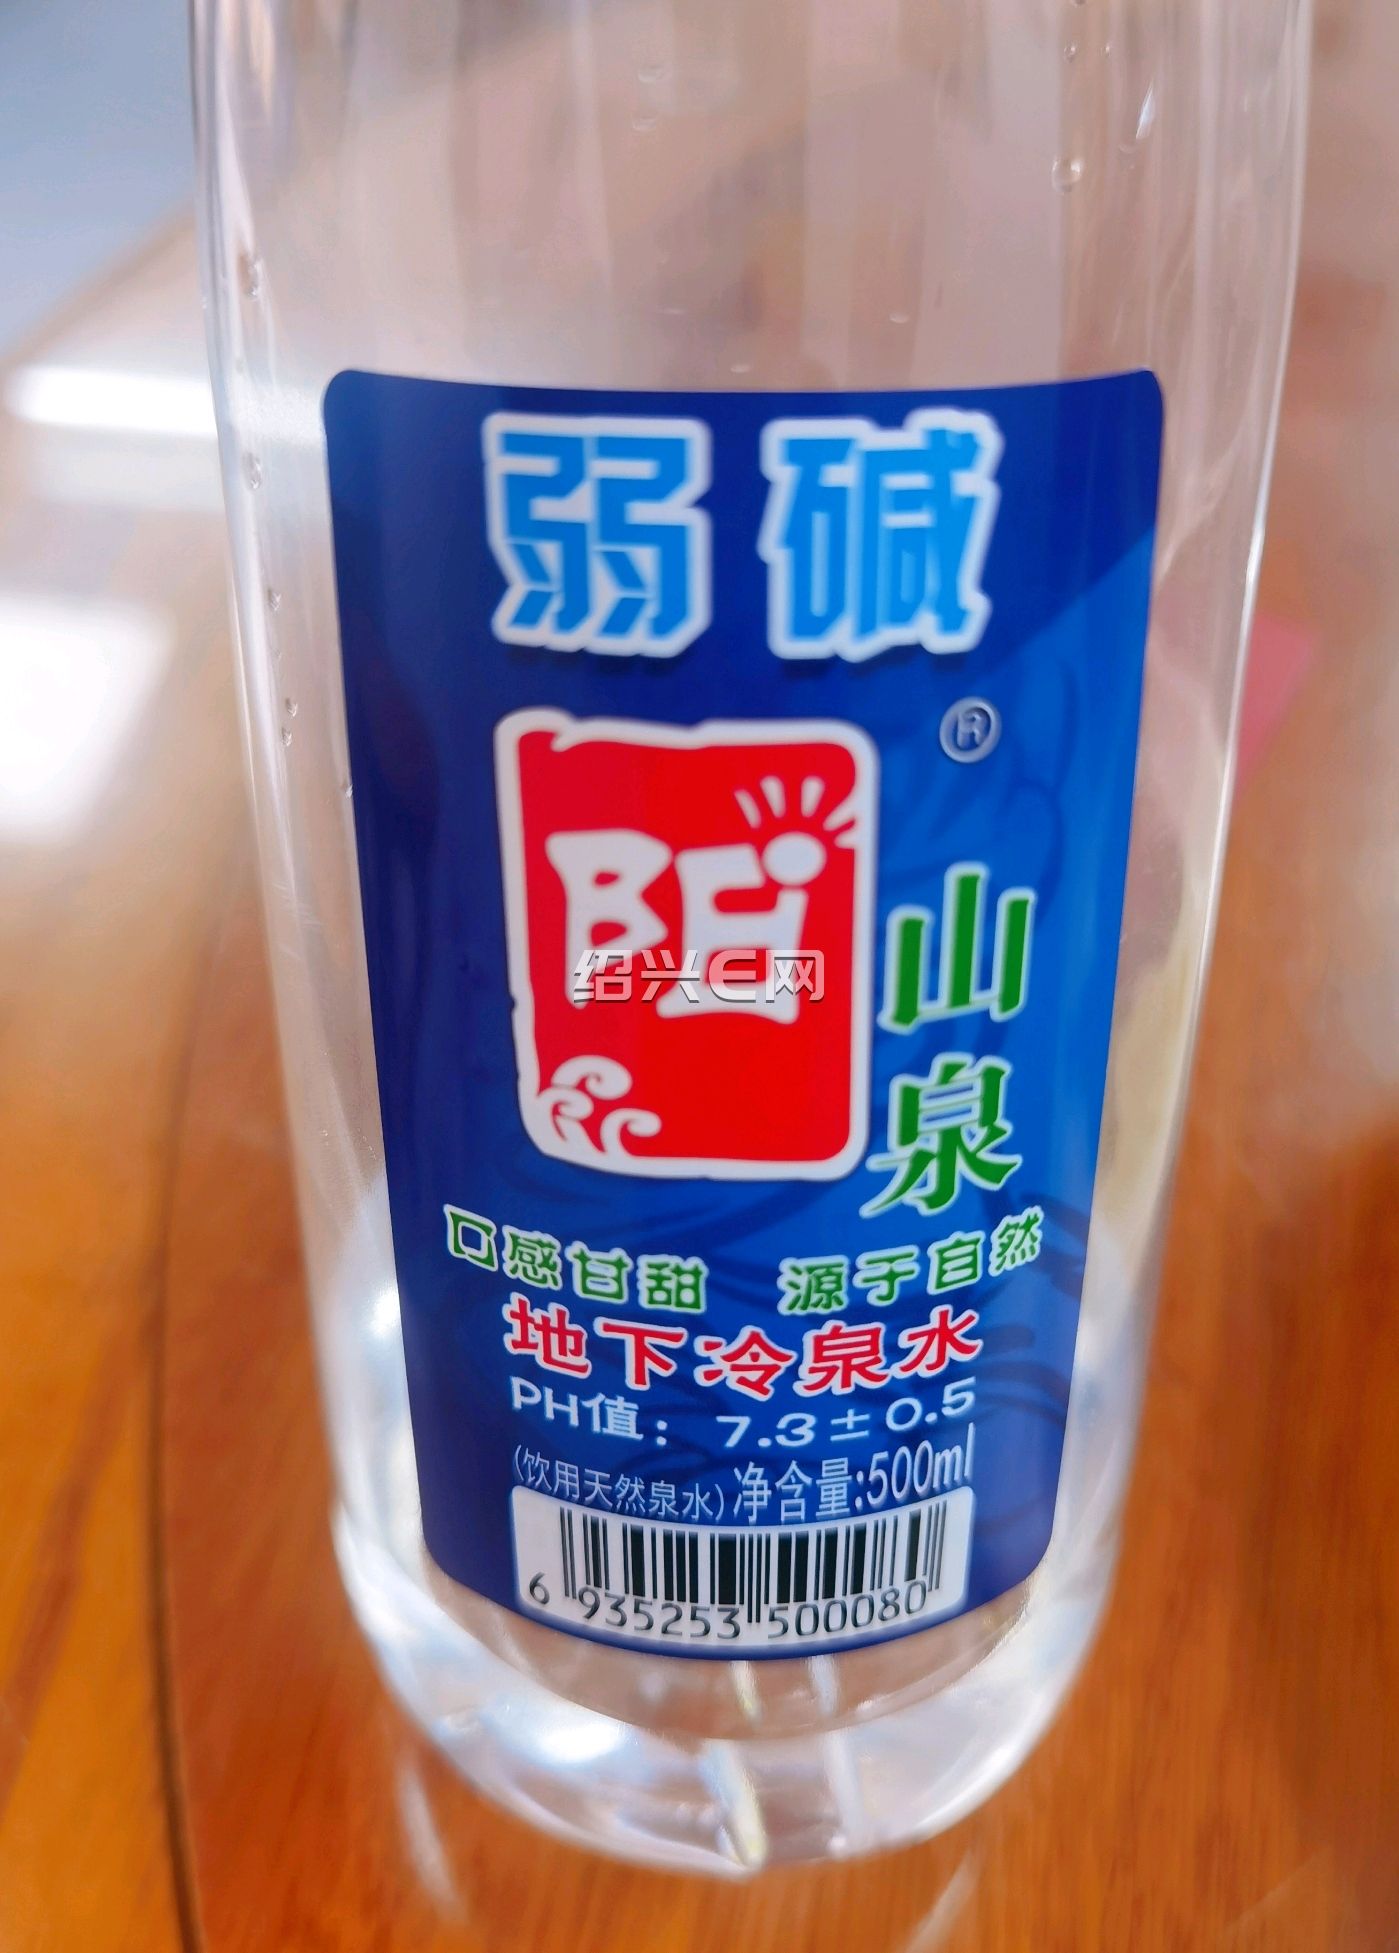 弱碱
®
阳
山泉
绍兴E网
口感甘甜 源于自然
地下冷泉水
PH值：7.3±0.5
(饮用天然泉水)净含量:500ml
6 935253 500080